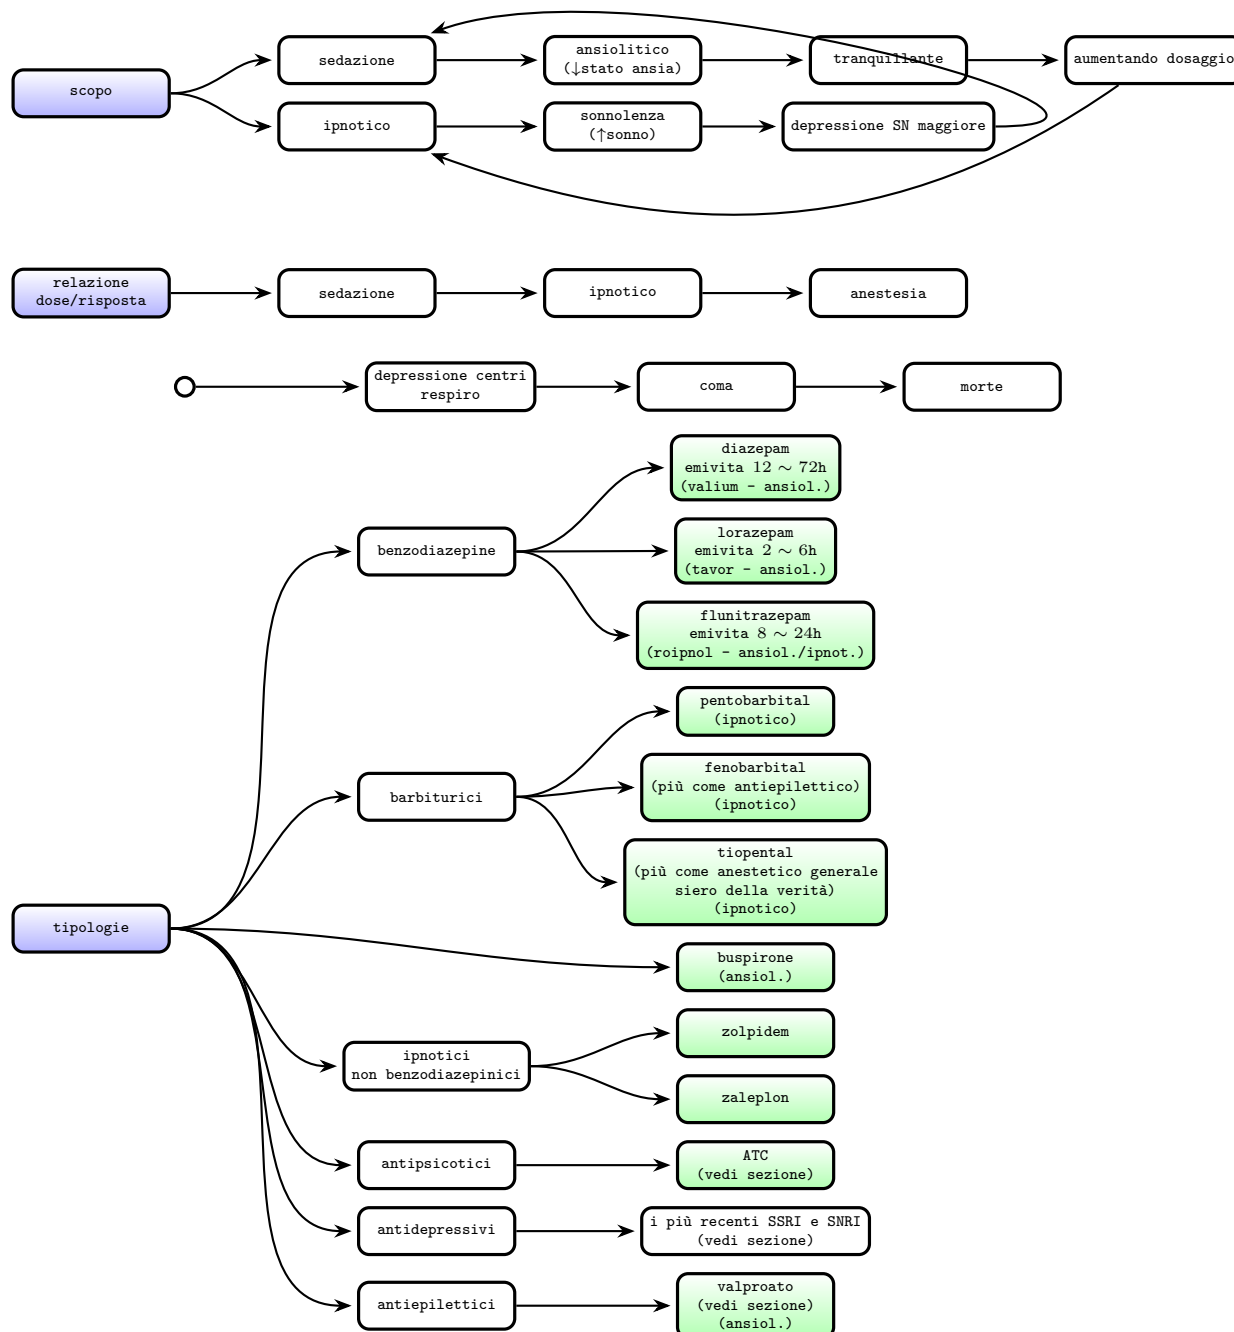 scopo
sedazione
ansiolitico
(↓stato ansia)
tranquillante
aumentando dosaggio
ipnotico
sonnolenza
(↑sonno)
depressione SN maggiore
relazione
dose/risposta
sedazione
ipnotico
anestesia
depressione centri
respiro
coma
morte
tipologie
benzodiazepine
diazepam
emivita 12 ∼ 72h
(valium - ansiol.)
lorazepam
emivita 2 ∼ 6h
(tavor - ansiol.)
flunitrazepam
emivita 8 ∼ 24h
(roipnol - ansiol./ipnot.)
barbiturici
pentobarbital
(ipnotico)
fenobarbital
(più come antiepilettico)
(ipnotico)
tiopental
(più come anestetico generale
siero della verità)
(ipnotico)
buspirone
(ansiol.)
ipnotici
non benzodiazepinici
zolpidem
zaleplon
antipsicotici
ATC
(vedi sezione)
antidepressivi
i più recenti SSRI e SNRI
(vedi sezione)
antiepilettici
valproato
(vedi sezione)
(ansiol.)